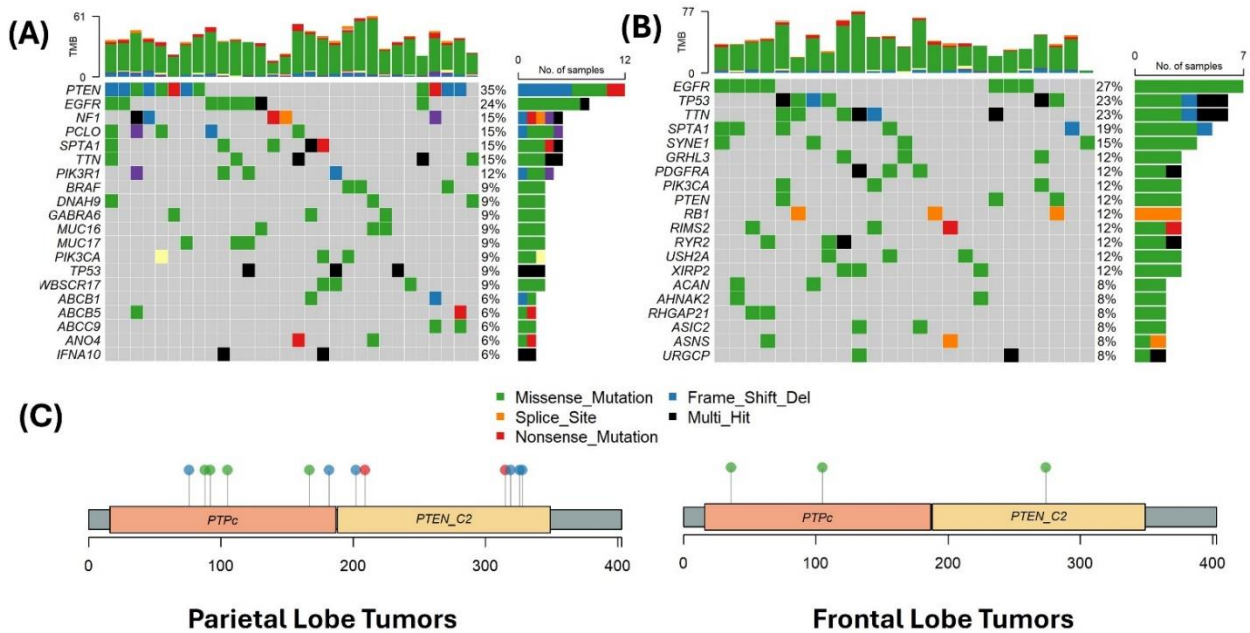 (A)
61
TMB
0
No. of samples
0 12
PTEN 35%
EGFR 24%
NF1 15%
PCLO 15%
SPTA1 15%
TTN 15%
PIK3R1 12%
BRAF 9%
DNAH9 9%
GABRA6 9%
MUC16 9%
MUC17 9%
PIK3CA 9%
TP53 9%
WBSCR17 9%
ABCB1 6%
ABCB5 6%
ABCC9 6%
ANO4 6%
IFNA10 6%
(B)
77
TMB
0
No. of samples
0 7
EGFR 27%
TP53 23%
TTN 23%
SPTA1 19%
SYNE1 15%
GRHL3 12%
PDGFRA 12%
PIK3CA 12%
PTEN 12%
RB1 12%
RIMS2 12%
RYR2 12%
USH2A 12%
XIRP2 12%
ACAN 8%
AHNAK2 8%
RHGAP21 8%
ASIC2 8%
ASNS 8%
URGCP 8%
Missense_Mutation Frame_Shift_Del
Splice_Site Multi_Hit
Nonsense_Mutation
(C)
PTPc PTEN_C2
0 100 200 300 400
Parietal Lobe Tumors
PTPc PTEN_C2
0 100 200 300 400
Frontal Lobe Tumors